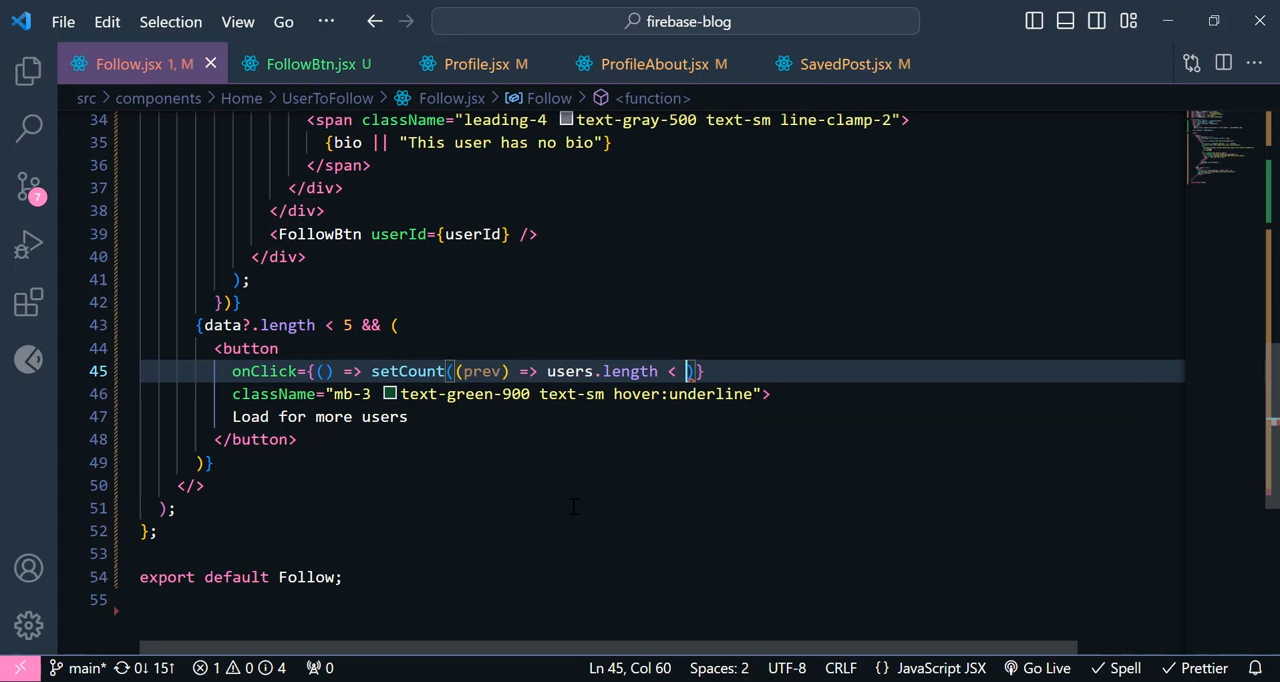 File Edit Selection View Go ··· firebase-blog
Follow.jsx 1, M FollowBtn.jsx U Profile.jsx M ProfileAbout.jsx M SavedPost.jsx M
src > components > Home > UserToFollow > Follow.jsx > Follow > <function>
34 <span className="leading-4 text-gray-500 text-sm line-clamp-2">
35 {bio || "This user has no bio"}
36 </span>
37 </div>
38 </div>
39 <FollowBtn userId={userId} />
40 </div>
41 );
42 })}
43 {data?.length < 5 && (
44 <button
45 onClick={() => setCount((prev) => users.length < )}
46 className="mb-3 text-green-900 text-sm hover:underline">
47 Load for more users
48 </button>
49 )}
50 </>
51 );
52 };
53
54 export default Follow;
55
7
main* 0↓ 15↑ 1 0 4 0 Ln 45, Col 60 Spaces: 2 UTF-8 CRLF {} JavaScript JSX Go Live Spell Prettier